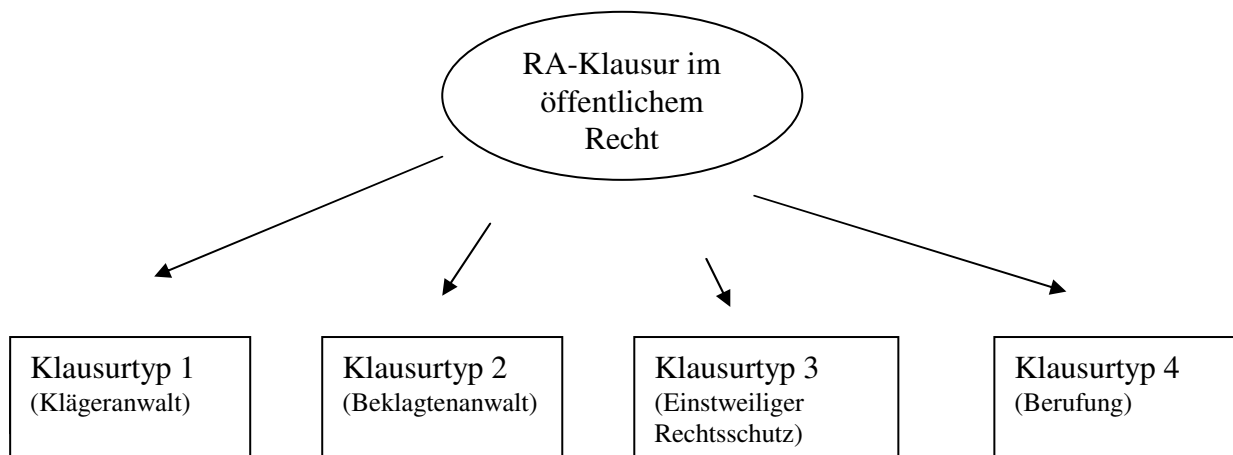 RA-Klausur im
öffentlichem
Recht
Klausurtyp 1
(Klägeranwalt)
Klausurtyp 2
(Beklagtenanwalt)
Klausurtyp 3
(Einstweiliger
Rechtsschutz)
Klausurtyp 4
(Berufung)